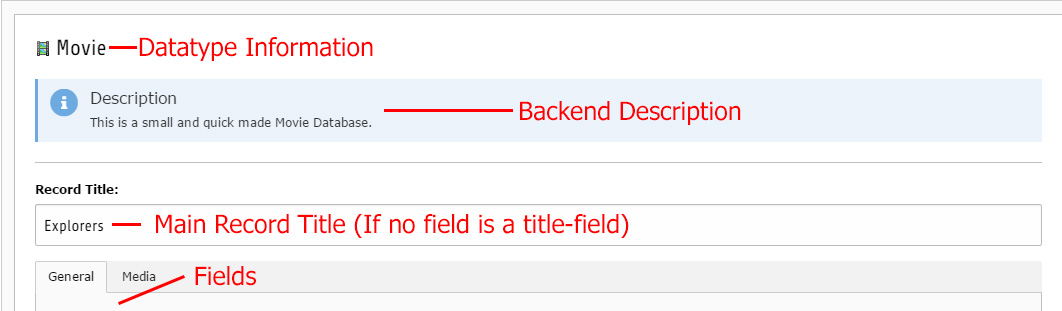 Movie Datatype Information
Description
This is a small and quick made Movie Database.
Backend Description
Record Title:
Explorers Main Record Title (If no field is a title-field)
General Media Fields